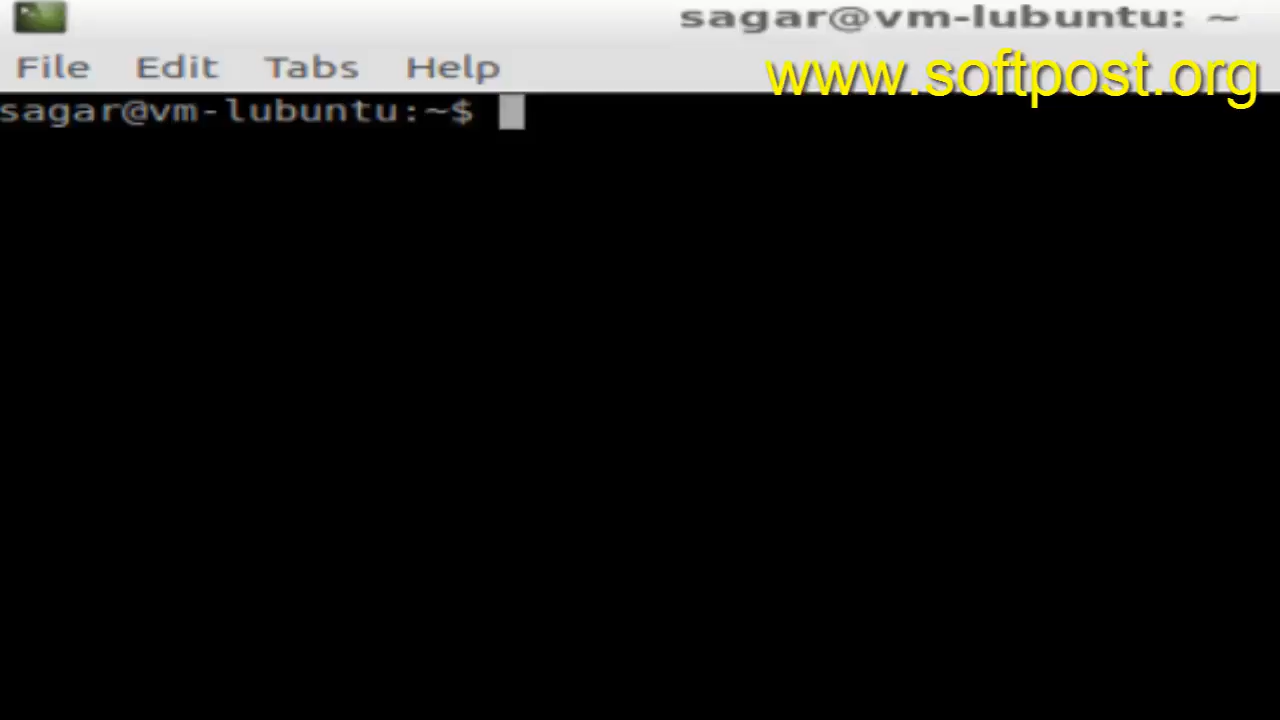 sagar@vm-lubuntu: ~
File Edit Tabs Help
www.softpost.org
sagar@vm-lubuntu:~$